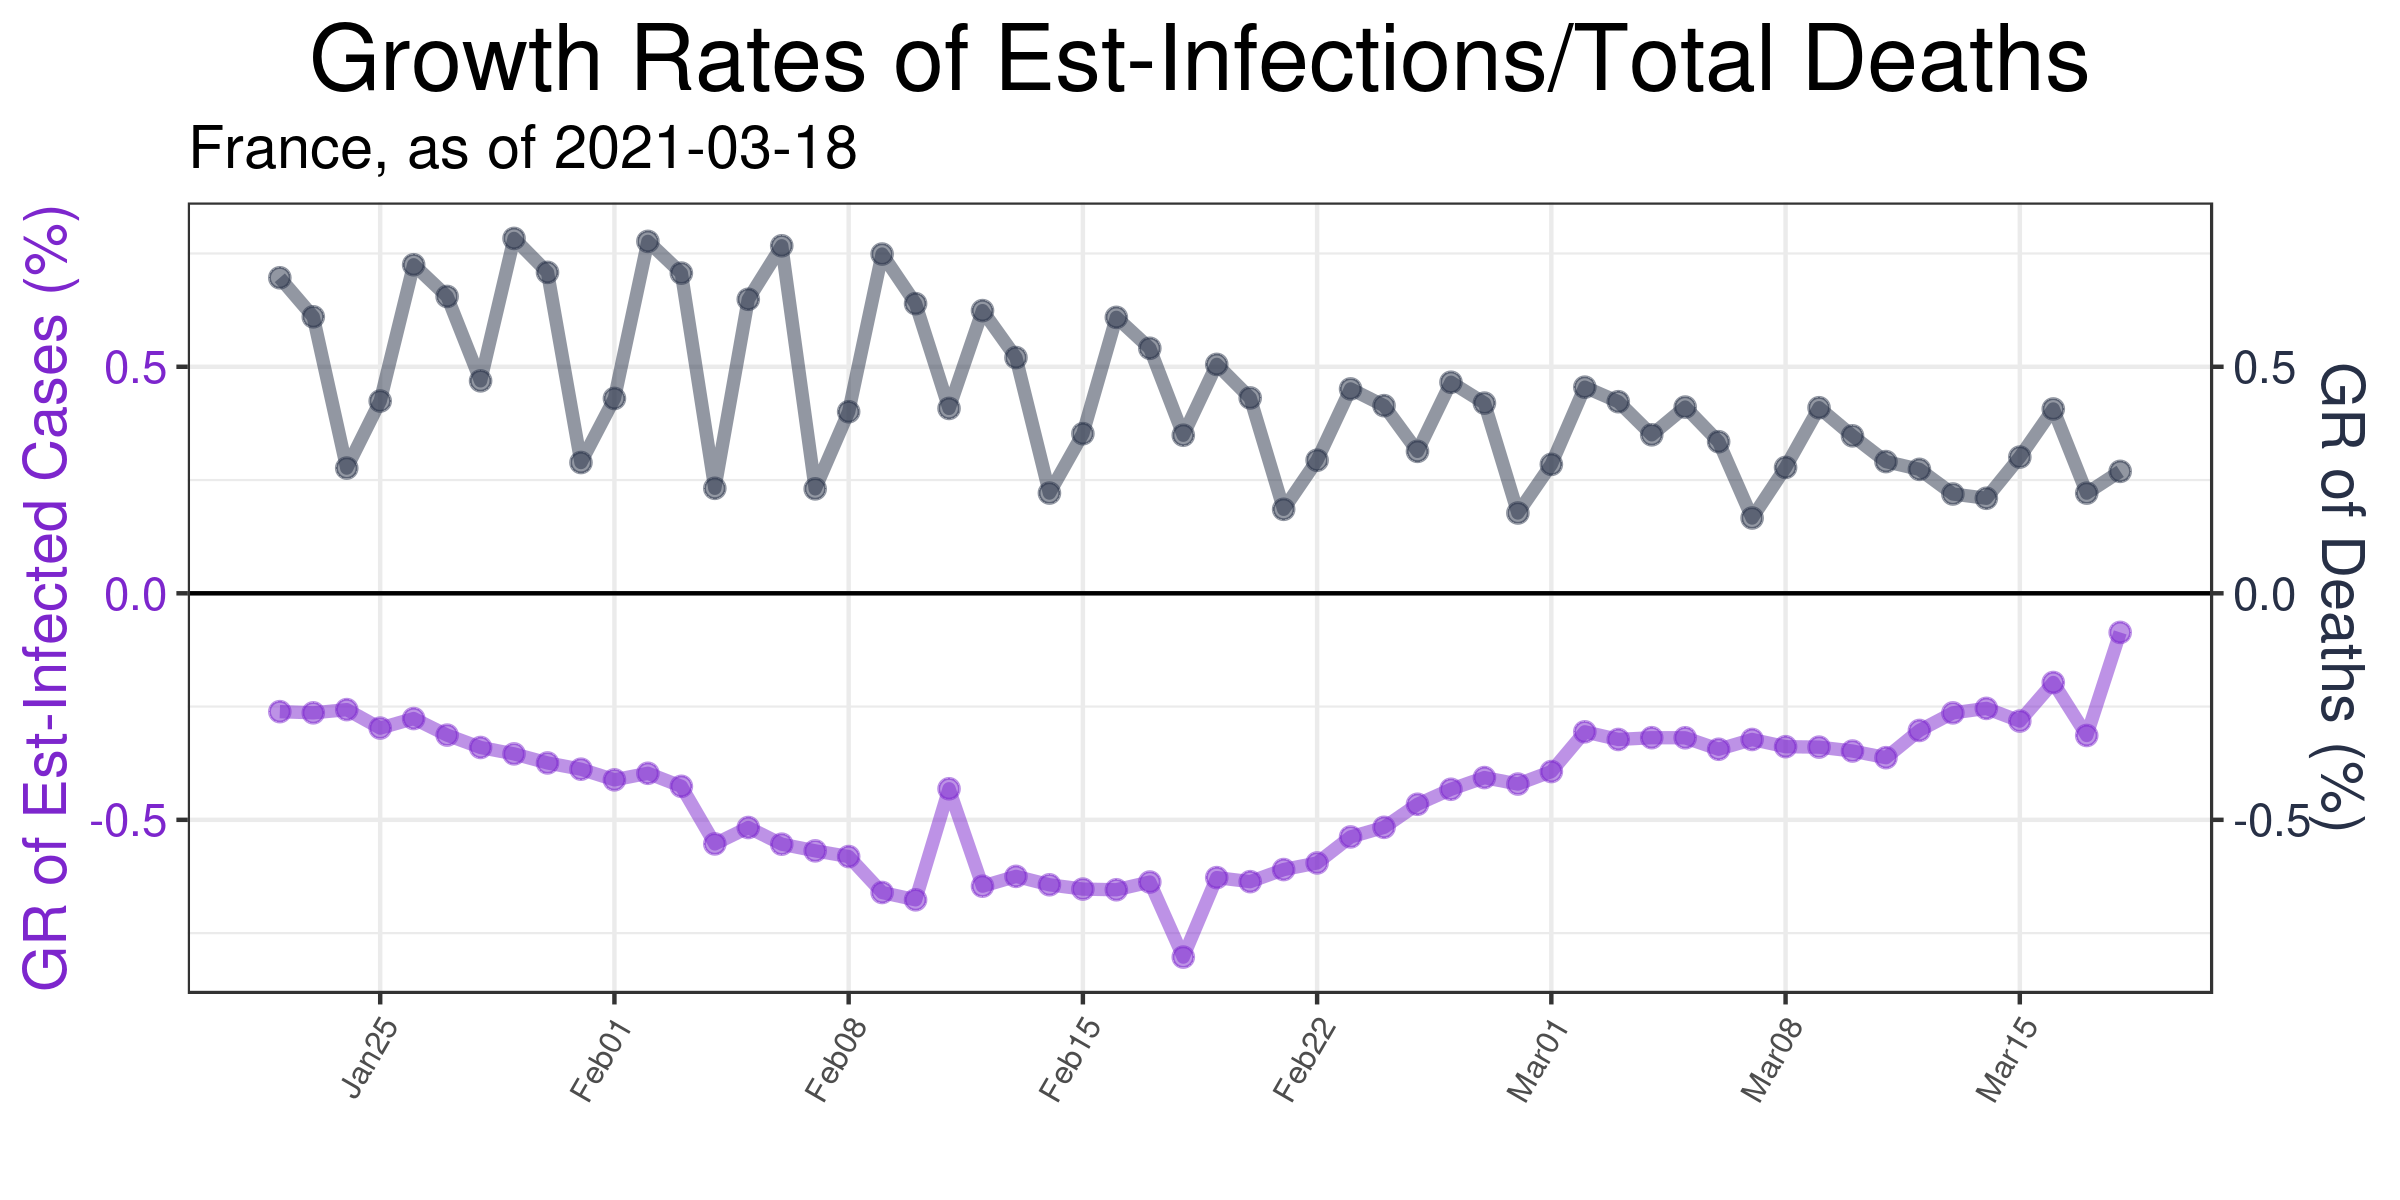 Growth Rates of Est-Infections/Total Deaths
France, as of 2021-03-18
GR of Est-Infected Cases (%)
0.5
0.0
-0.5
0.5
0.0
-0.5
GR of Deaths (%)
Jan25
Feb01
Feb08
Feb15
Feb22
Mar01
Mar08
Mar15